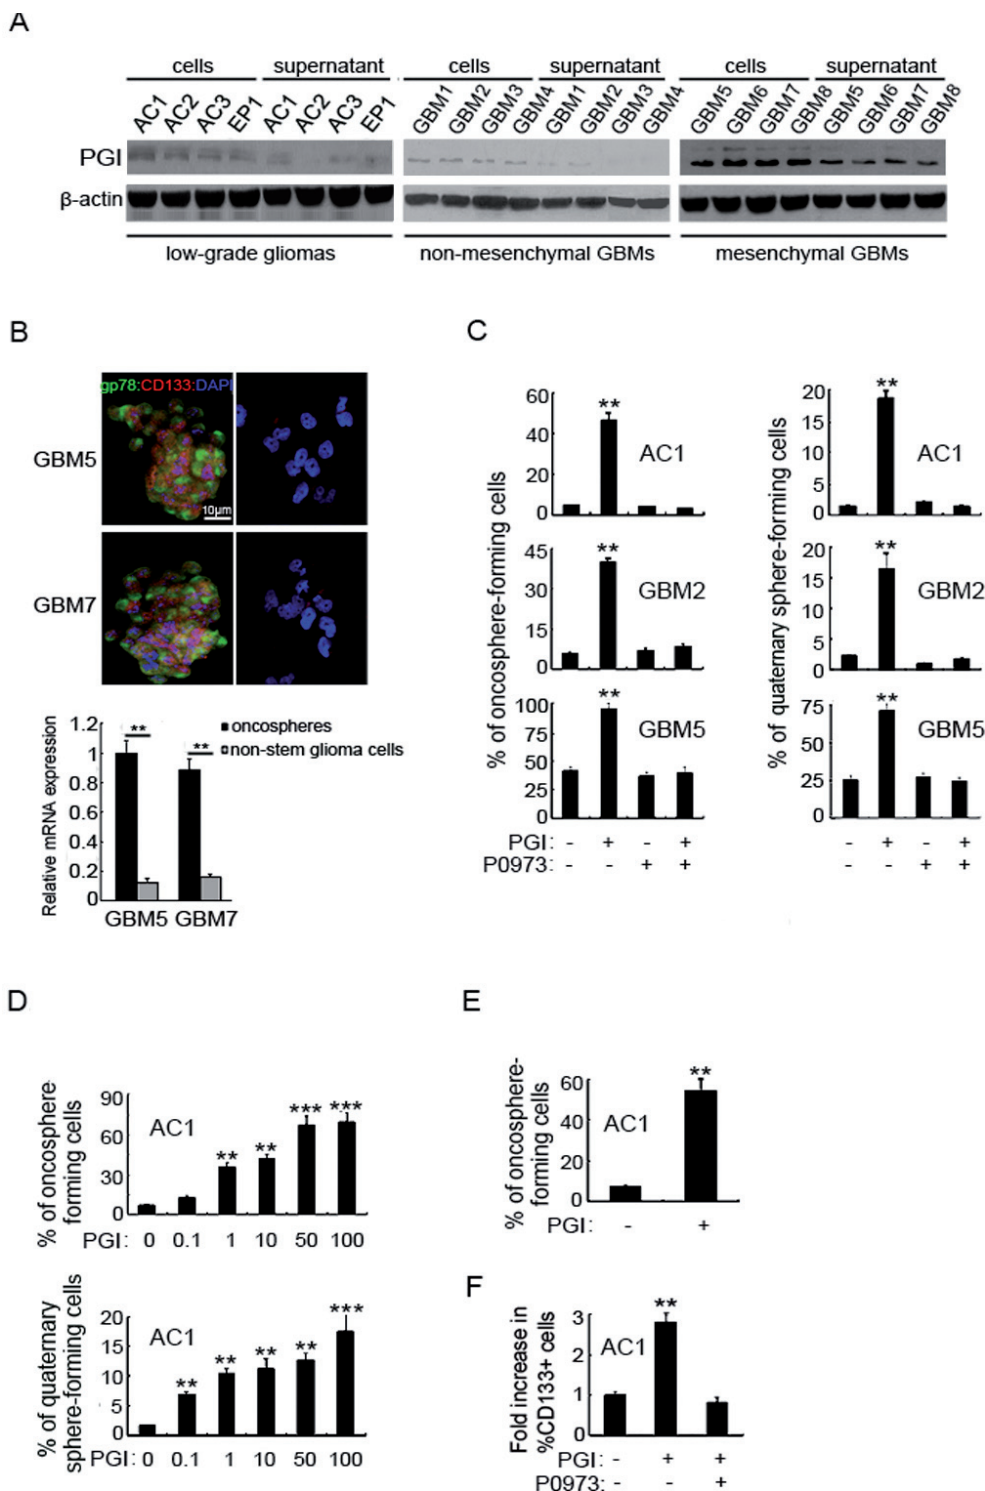 A
cells supernatant cells supernatant cells supernatant
AC1 AC2 AC3 EP1 AC1 AC2 AC3 EP1 GBM1 GBM2 GBM3 GBM4 GBM1 GBM2 GBM3 GBM4 GBM5 GBM6 GBM7 GBM8 GBM5 GBM6 GBM7 GBM8
PGI
β-actin
low-grade gliomas non-mesenchymal GBMs mesenchymal GBMs
B
gp78:CD133:DAPI
GBM5
10μm
GBM7
Relative mRNA expression
1.2
1
0.8
0.6
0.4
0.2
0
** **
oncospheres
non-stem glioma cells
GBM5 GBM7
C
% of oncosphere-forming cells
60
40
20
0
**
AC1
45
30
15
0
**
GBM2
100
75
50
25
0
**
GBM5
PGI: - + - +
P0973: - - + +
% of quaternary sphere-forming cells
20
15
10
5
0
**
AC1
20
15
10
5
0
**
GBM2
75
50
25
0
**
GBM5
- + - +
- - + +
D
% of oncosphere-
forming cells
90
60
30
0
AC1
** ** *** ***
PGI: 0 0.1 1 10 50 100
% of quaternary
sphere-forming cells
20
15
10
5
0
AC1
** ** ** ** ***
PGI: 0 0.1 1 10 50 100
E
% of oncosphere-
forming cells
60
40
20
0
AC1
**
PGI: - +
F
Fold increase in
%CD133+ cells
3
2
1
0
AC1
**
PGI: - + +
P0973: - - +